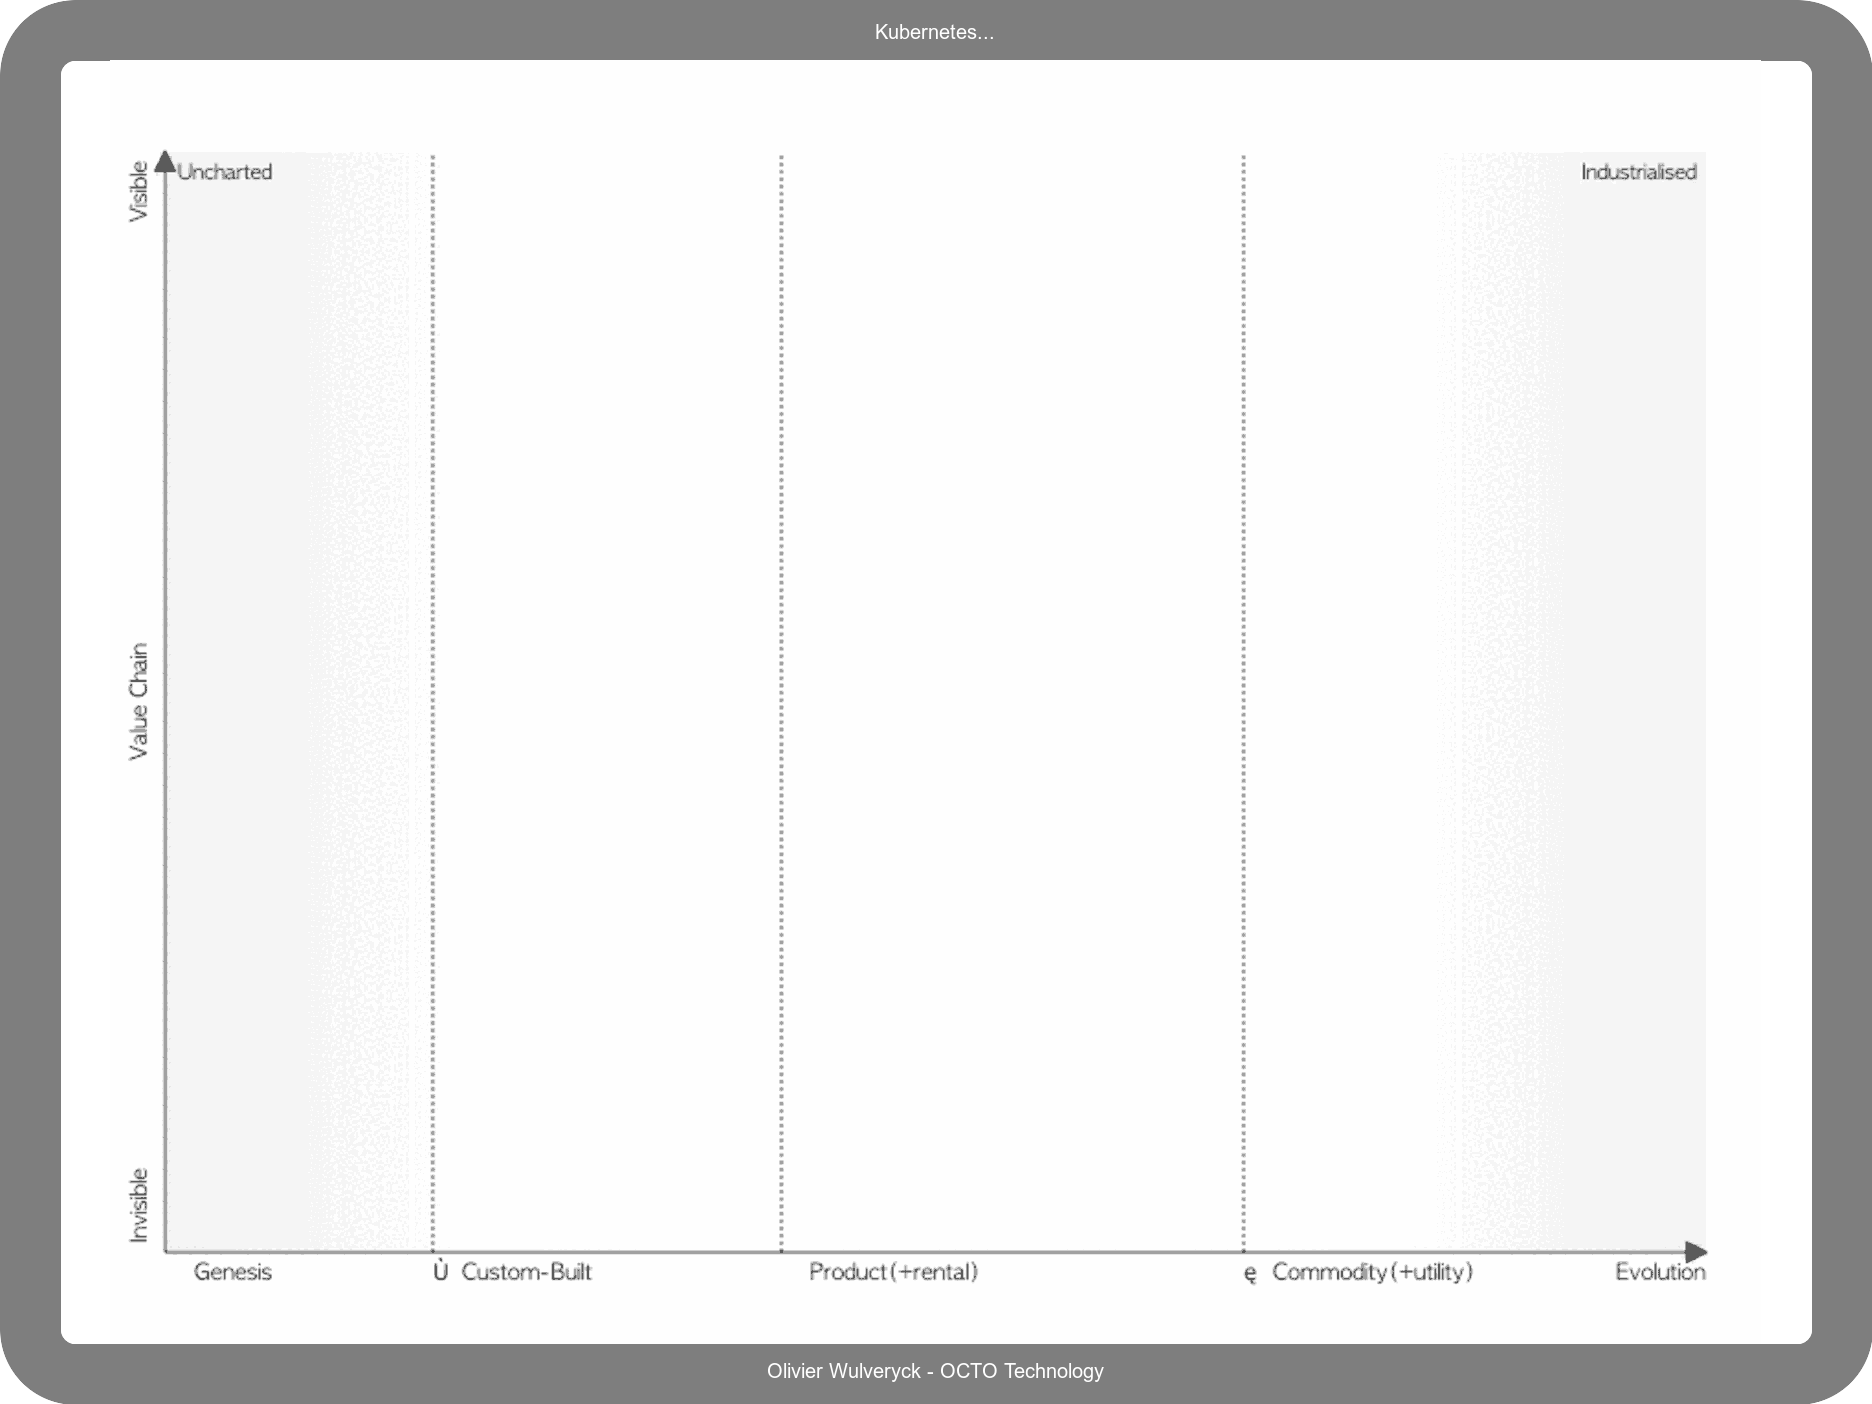 Kubernetes...
Visible
Uncharted
Industrialised
Value Chain
Invisible
Genesis
Ù Custom-Built
Product (+rental)
ę Commodity (+utility)
Evolution
Olivier Wulveryck - OCTO Technology